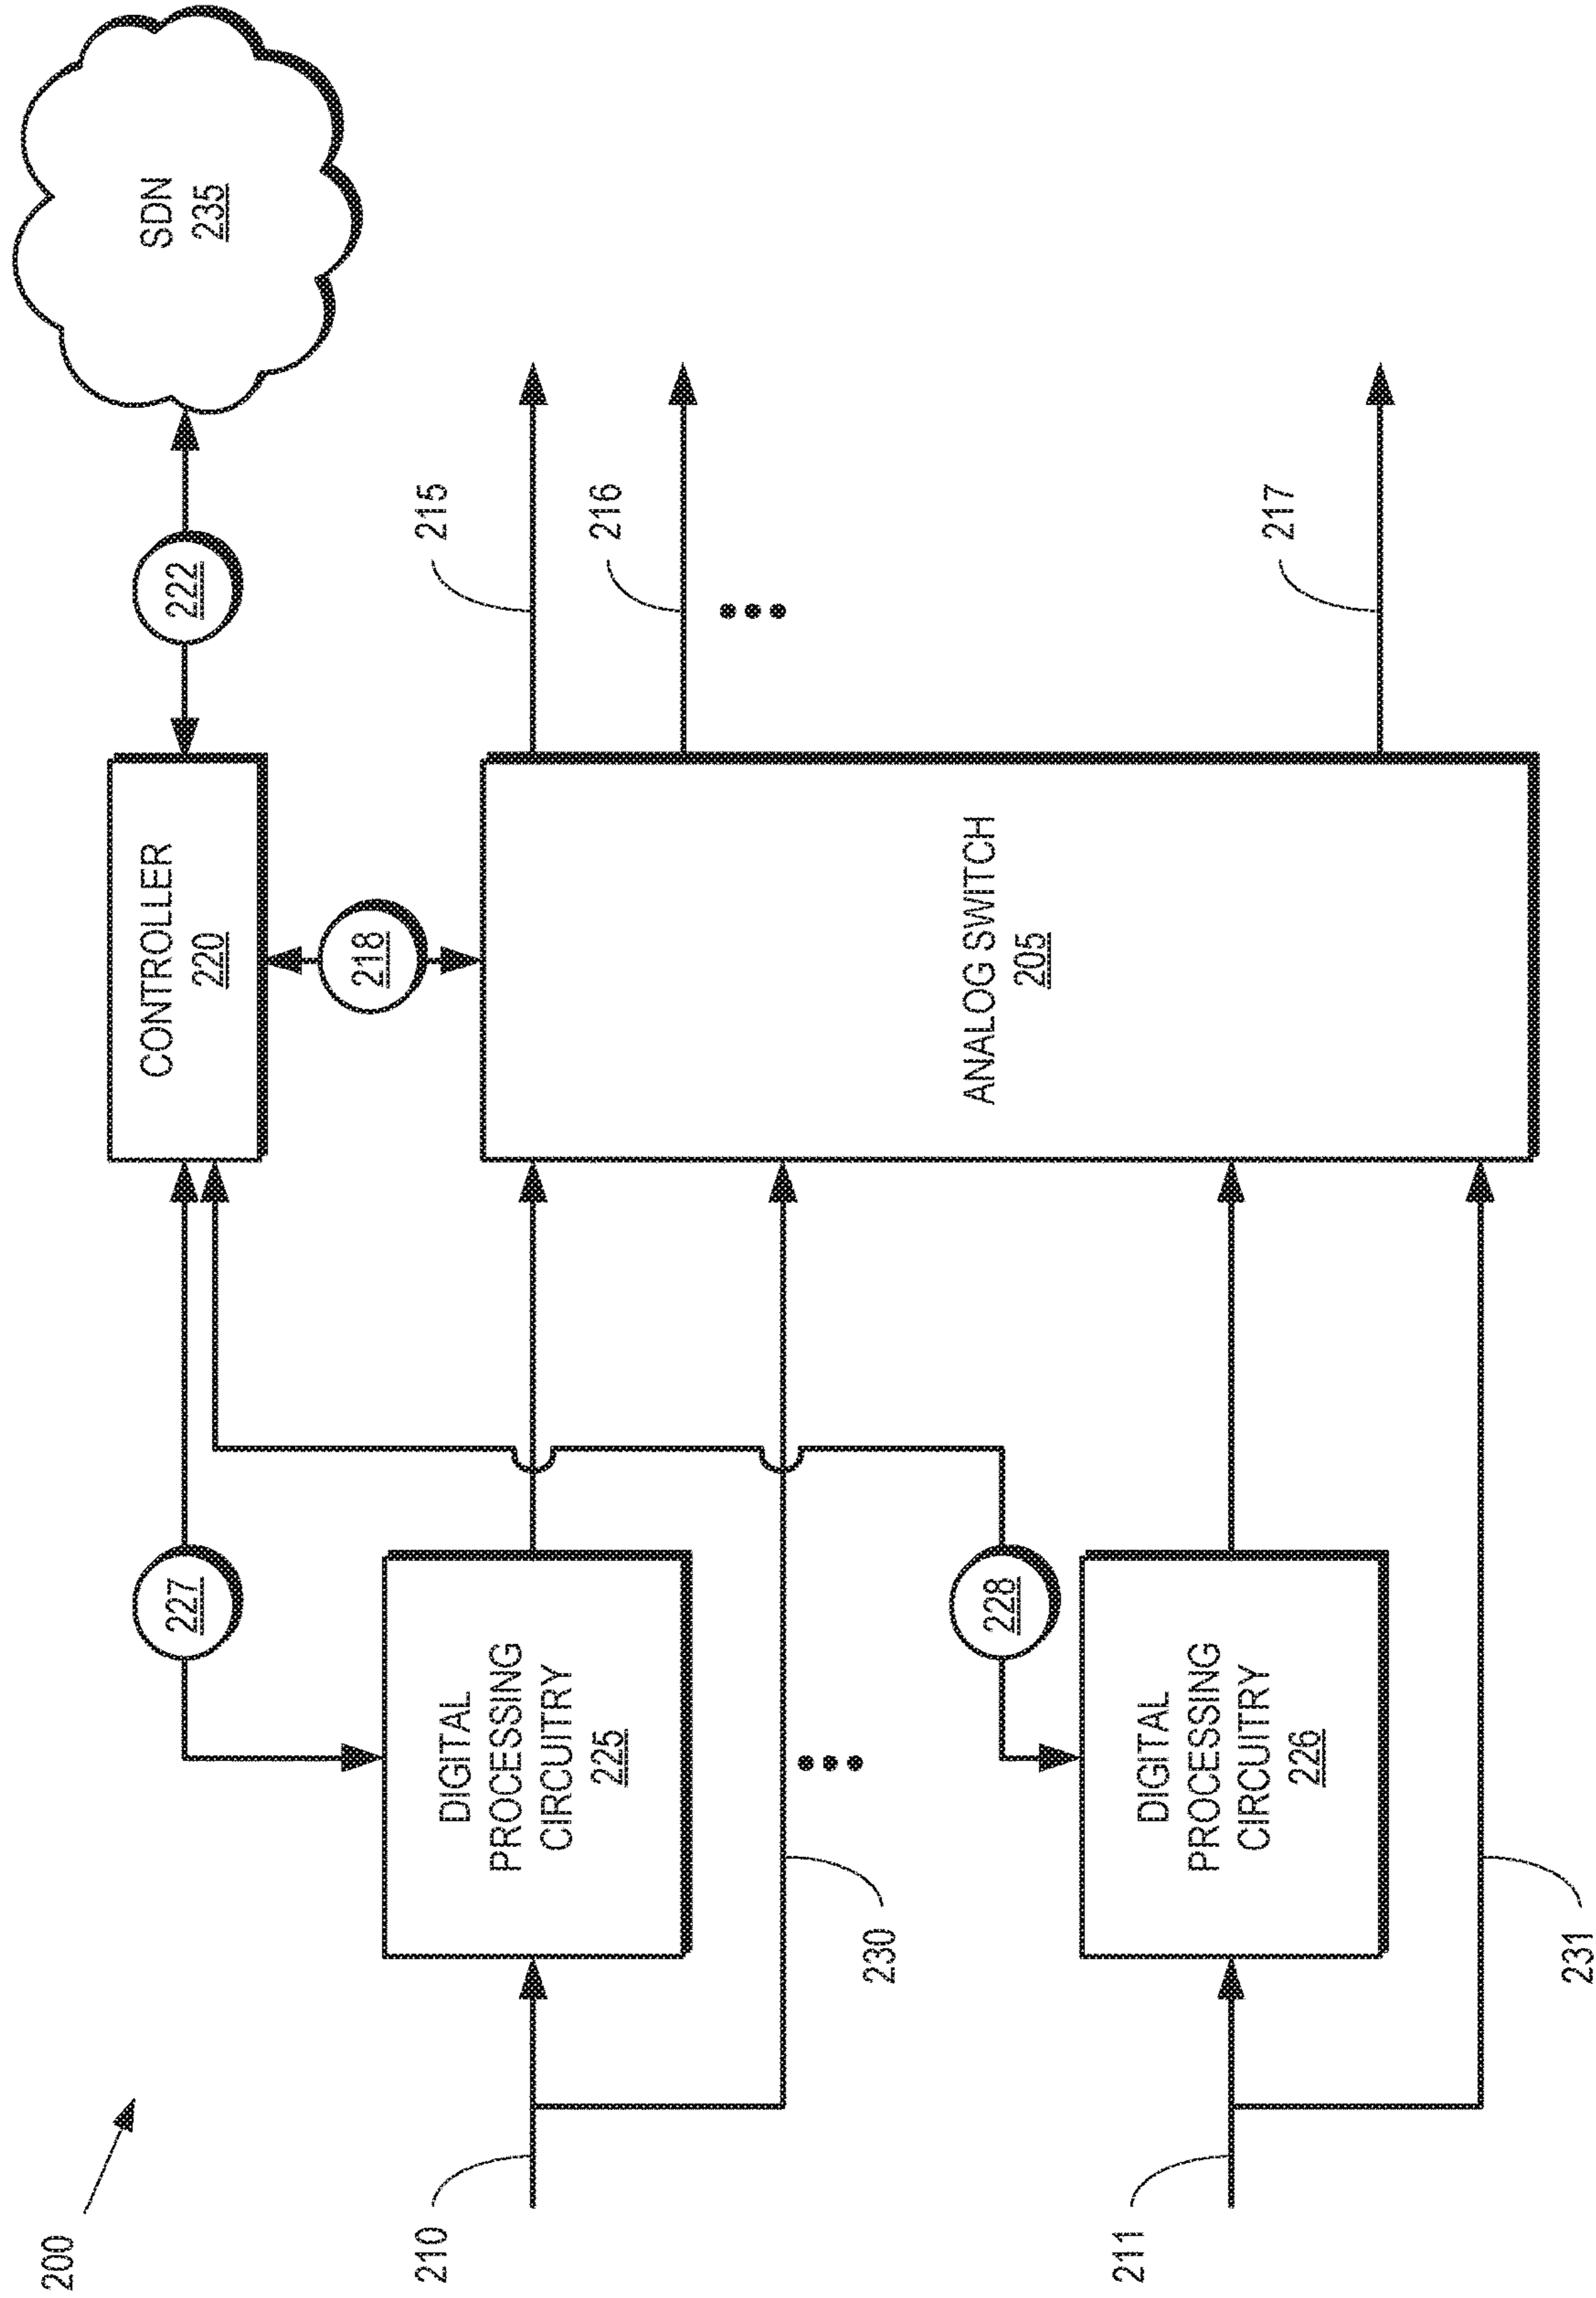 200
227
CONTROLLER
220
222
SDN
235
218
215
216
210
DIGITAL
PROCESSING
CIRCUITRY
225
230
ANALOG SWITCH
205
228
211
DIGITAL
PROCESSING
CIRCUITRY
226
231
217